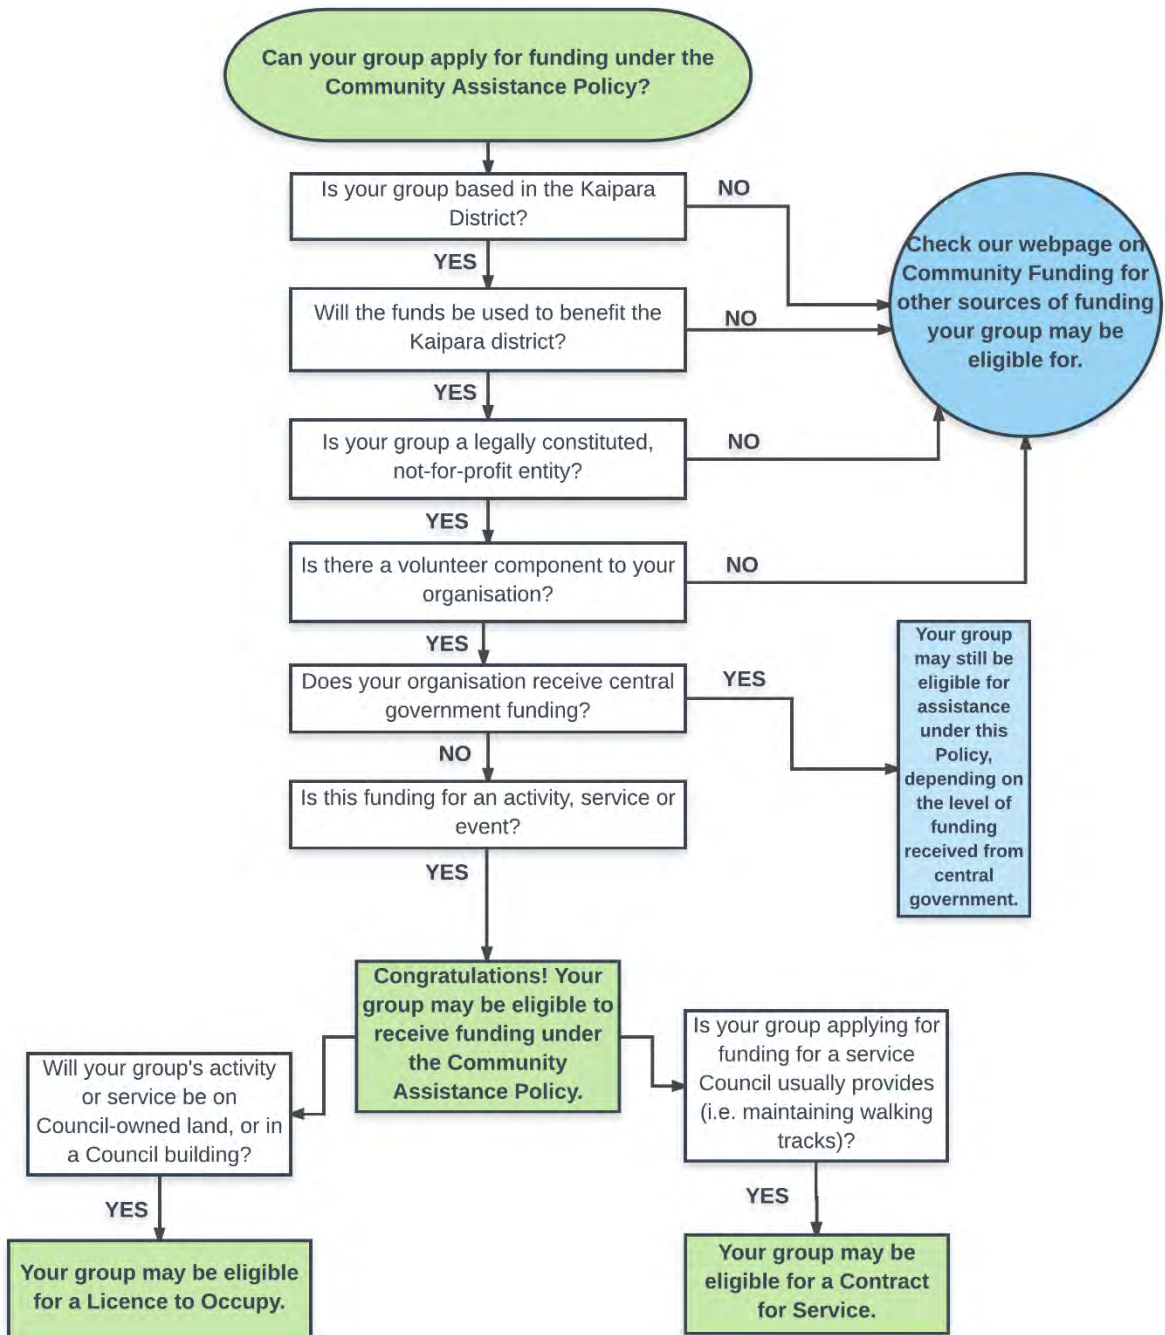 Can your group apply for funding under the
Community Assistance Policy?
Is your group based in the Kaipara
District?
NO
YES
Check our webpage on
Community Funding for
other sources of funding
your group may be
eligible for.
Will the funds be used to benefit the
Kaipara district?
NO
YES
Is your group a legally constituted,
not-for-profit entity?
NO
YES
Is there a volunteer component to your
organisation?
NO
YES
Does your organisation receive central
government funding?
YES
NO
Your group
may still be
eligible for
assistance
under this
Policy,
depending on
the level of
funding
received from
central
government.
Is this funding for an activity, service or
event?
YES
Congratulations! Your
group may be eligible to
receive funding under
the Community
Assistance Policy.
Will your group's activity
or service be on
Council-owned land, or in
a Council building?
YES
Your group may be eligible
for a Licence to Occupy.
Is your group applying for
funding for a service
Council usually provides
(i.e. maintaining walking
tracks)?
YES
Your group may be
eligible for a Contract
for Service.